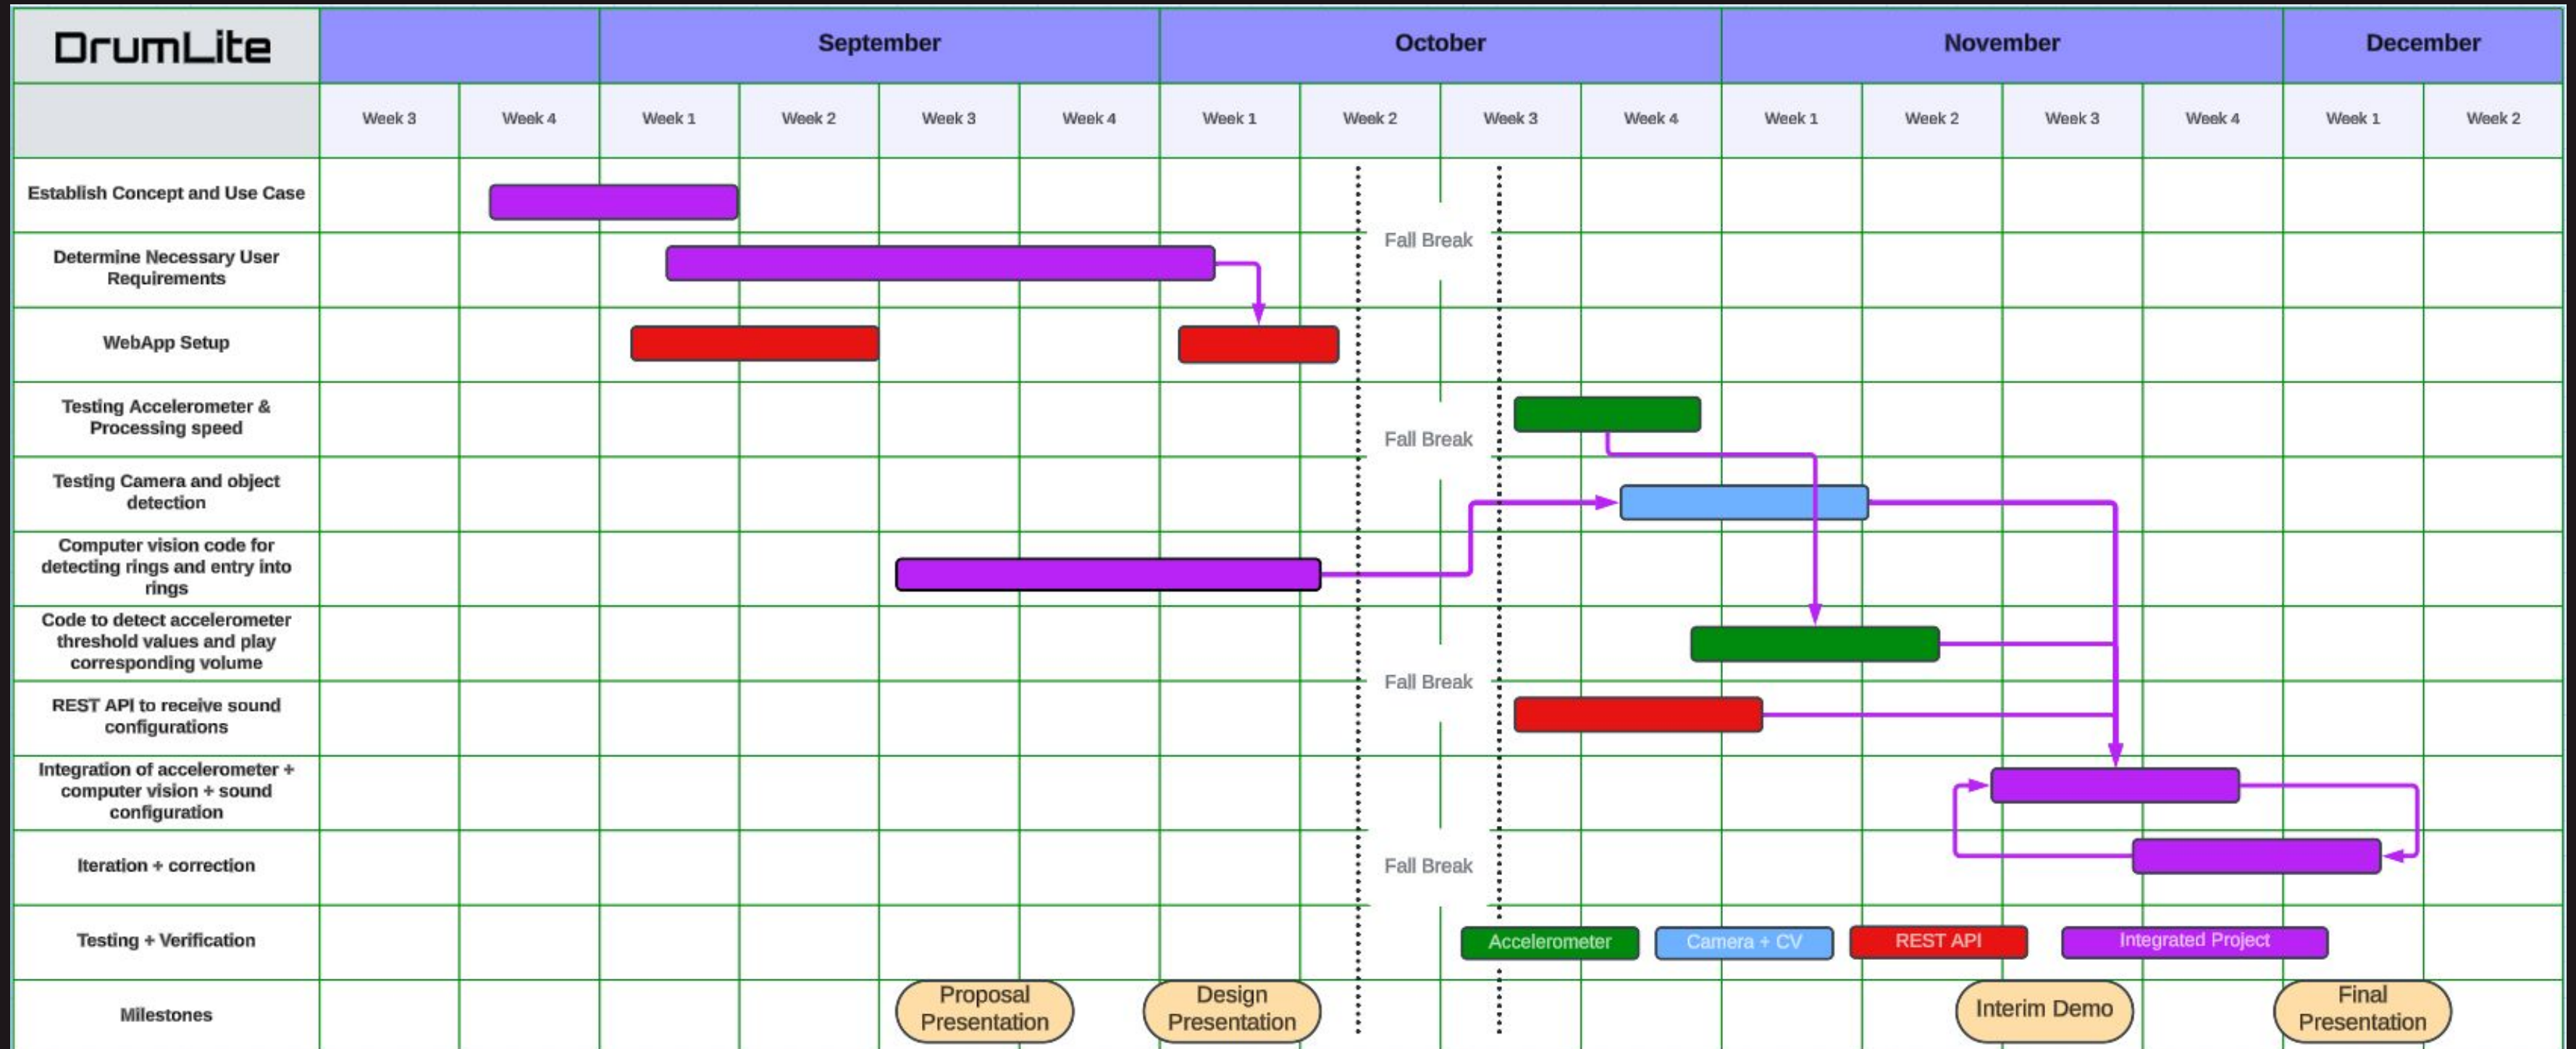 DrumLite
September
October
November
December
Week 3
Week 4
Week 1
Week 2
Week 3
Week 4
Week 1
Week 2
Week 3
Week 4
Week 1
Week 2
Week 3
Week 4
Week 1
Week 2
Establish Concept and Use Case
Fall Break
Determine Necessary User
Requirements
WebApp Setup
Testing Accelerometer &
Processing speed
Fall Break
Testing Camera and object
detection
Computer vision code for
detecting rings and entry into
rings
Code to detect accelerometer
threshold values and play
corresponding volume
Fall Break
REST API to receive sound
configurations
Integration of accelerometer +
computer vision + sound
configuration
Iteration + correction
Fall Break
Testing + Verification
Accelerometer
Camera + CV
REST API
Integrated Project
Milestones
Proposal
Presentation
Design
Presentation
Interim Demo
Final
Presentation